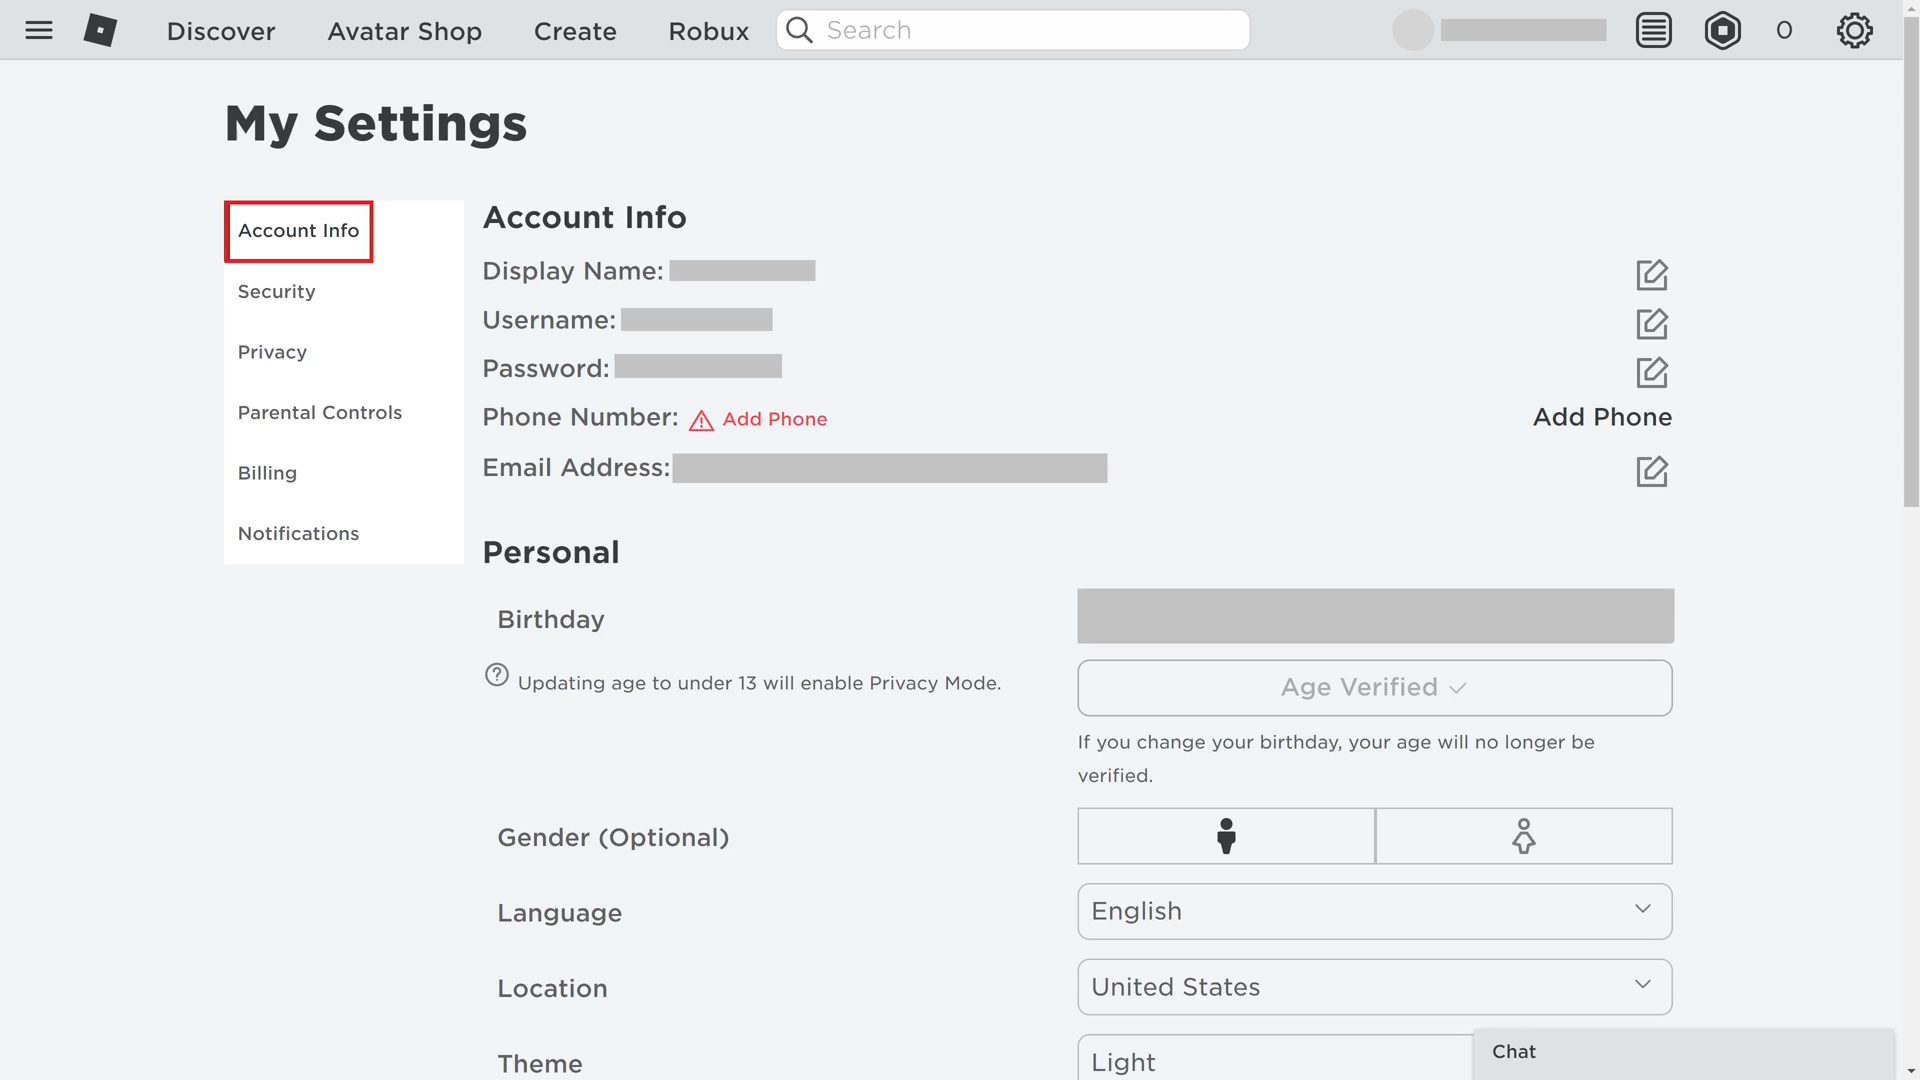 Discover Avatar Shop Create Robux Search 0
My Settings
Account Info
Security
Privacy
Parental Controls
Billing
Notifications
Account Info
Display Name:
Username:
Password:
Phone Number: Add Phone Add Phone
Email Address:
Personal
Birthday
Updating age to under 13 will enable Privacy Mode.
Age Verified
If you change your birthday, your age will no longer be
verified.
Gender (Optional)
Language English
Location United States
Theme Light
Chat